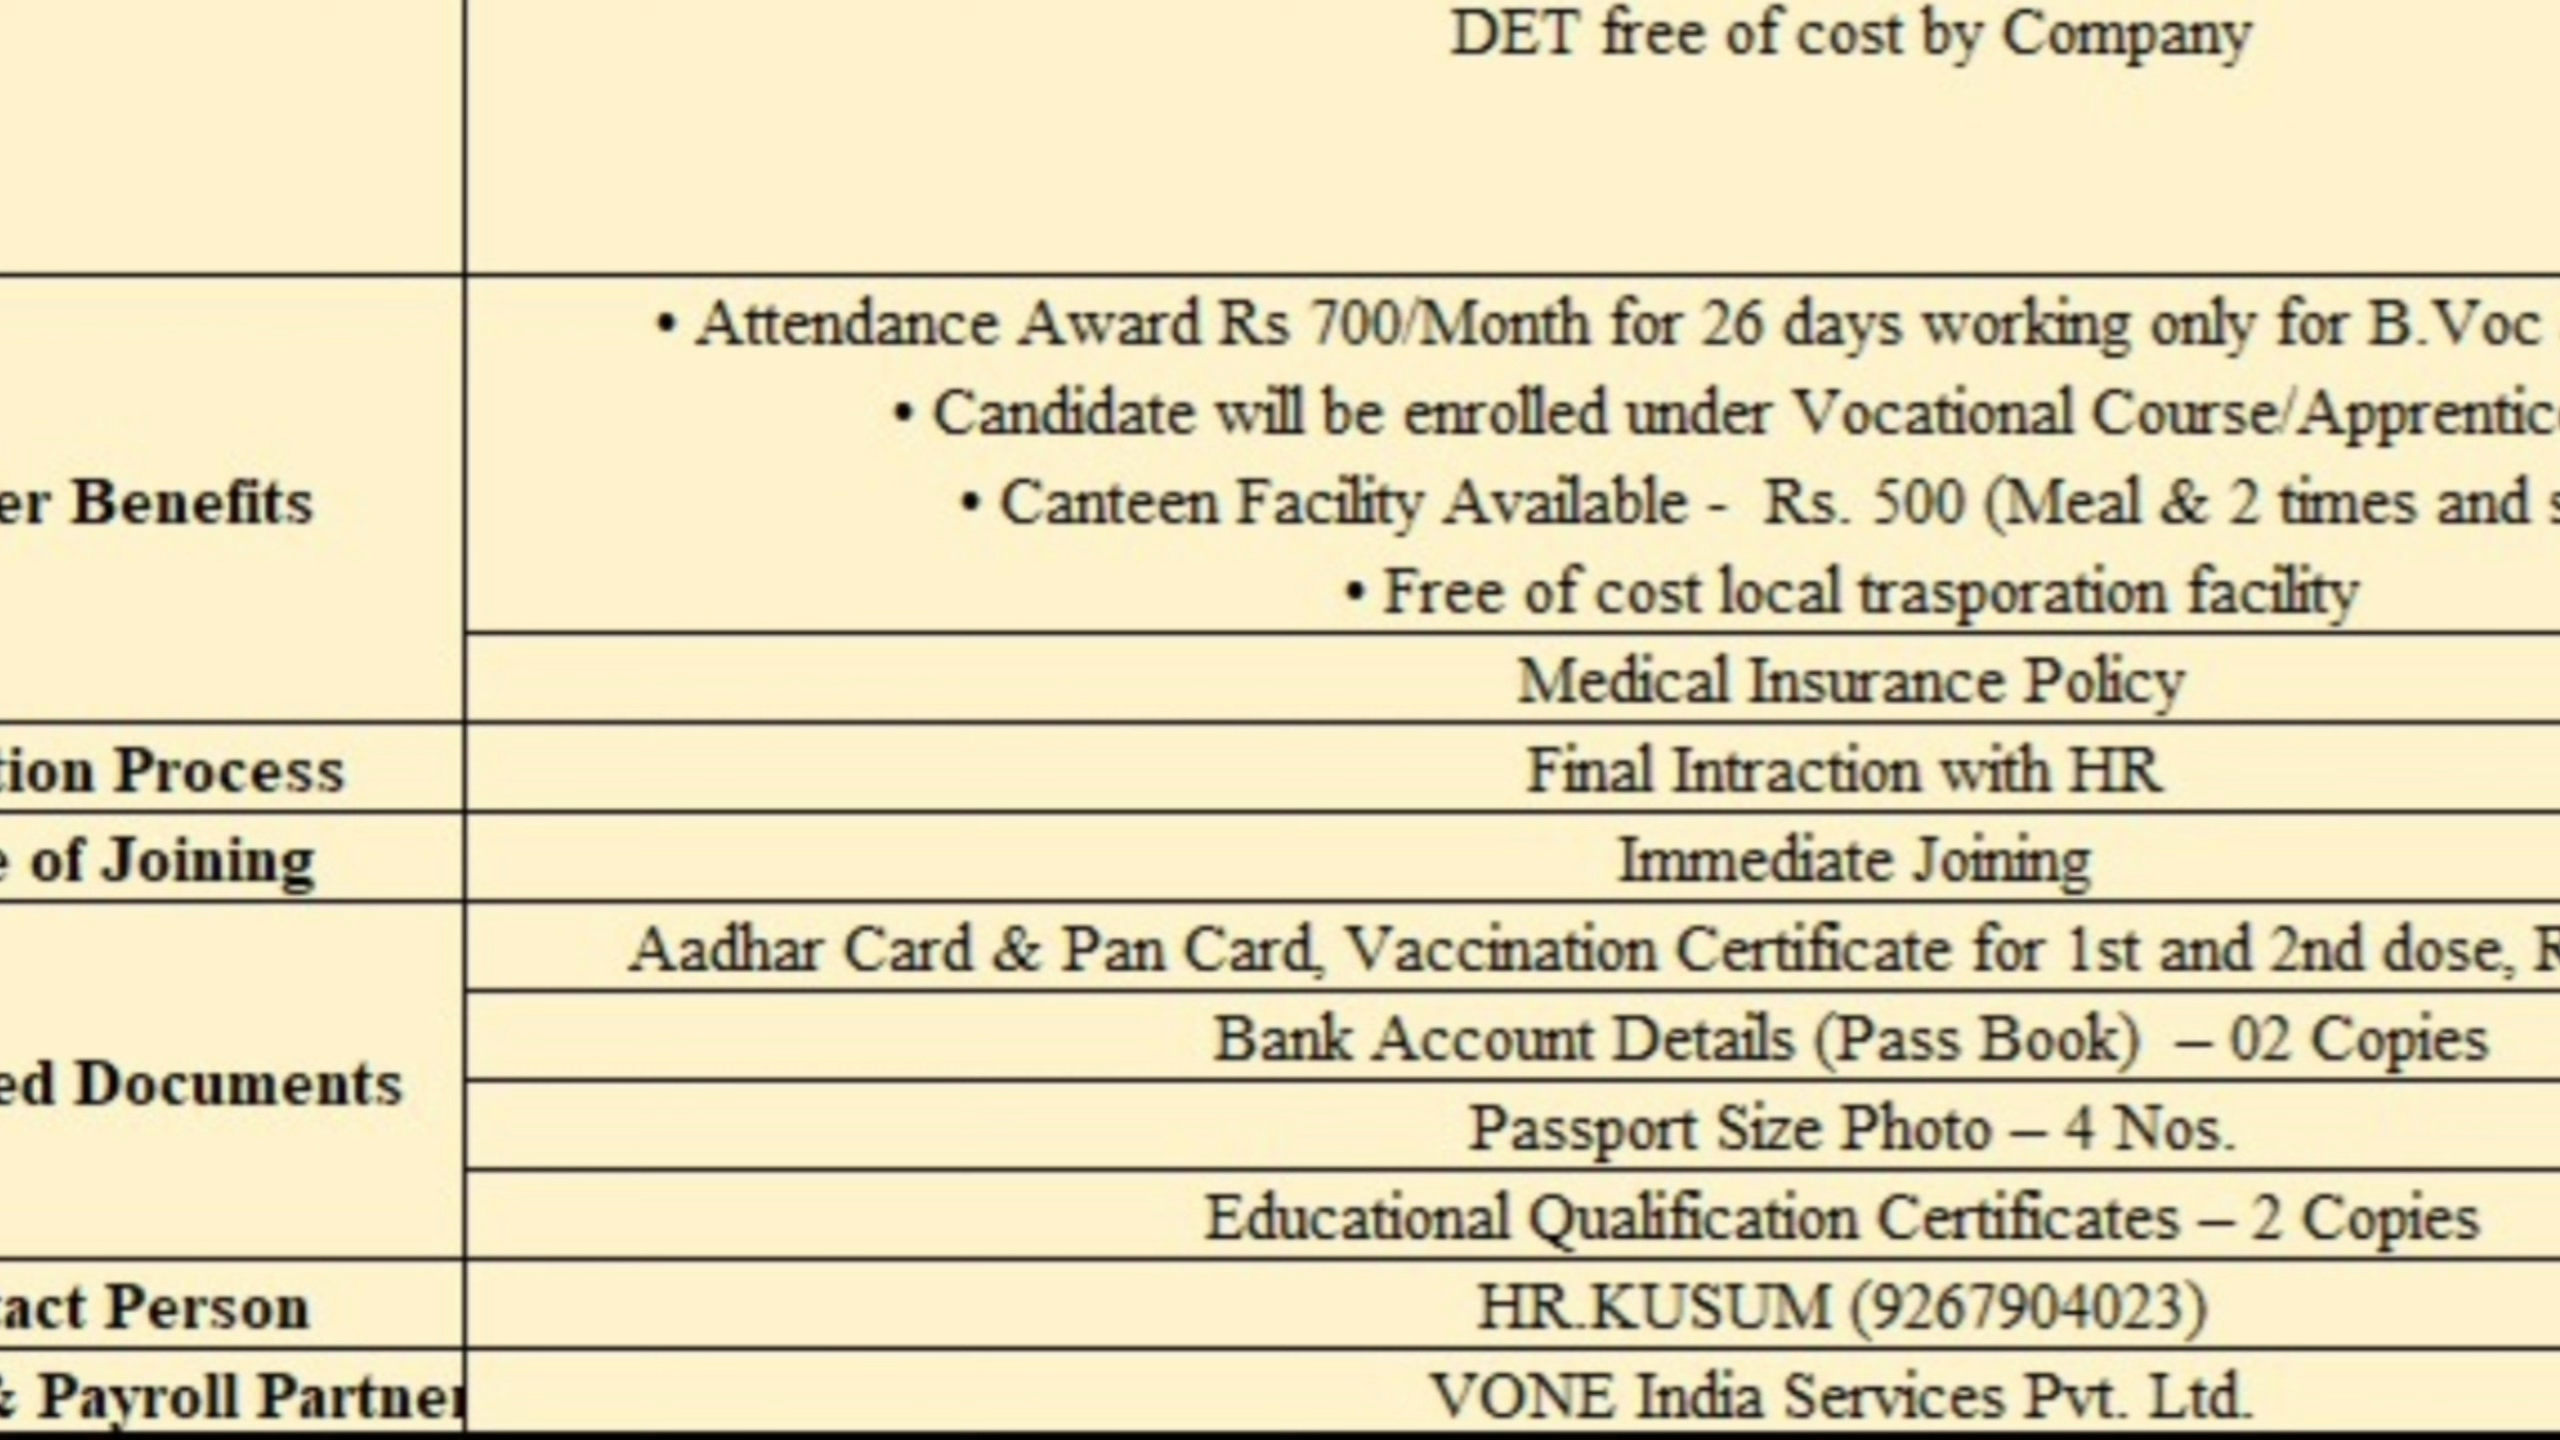 DET free of cost by Company
• Attendance Award Rs 700/Month for 26 days working only for B.Voc
• Candidate will be enrolled under Vocational Course/Apprentice
er Benefits
• Canteen Facility Available - Rs. 500 (Meal & 2 times and s
• Free of cost local trasporation facility
Medical Insurance Policy
tion Process
Final Intraction with HR
e of Joining
Immediate Joining
Aadhar Card & Pan Card, Vaccination Certificate for 1st and 2nd dose, R
ed Documents
Bank Account Details (Pass Book) – 02 Copies
Passport Size Photo – 4 Nos.
Educational Qualification Certificates – 2 Copies
tact Person
HR.KUSUM (9267904023)
& Payroll Partner
VONE India Services Pvt. Ltd.